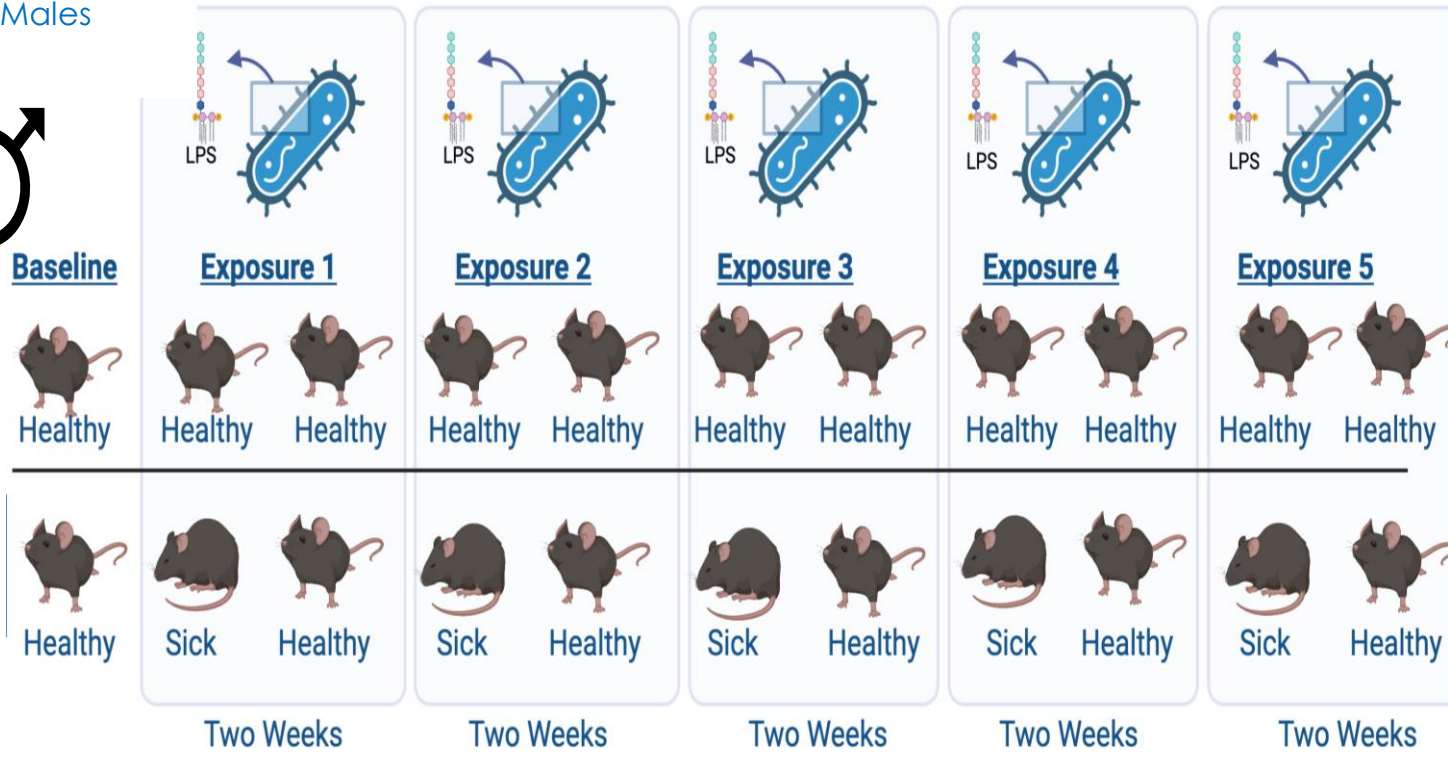 Males
LPS LPS LPS LPS LPS
Baseline Exposure 1 Exposure 2 Exposure 3 Exposure 4 Exposure 5
Healthy Healthy Healthy Healthy Healthy Healthy Healthy Healthy Healthy Healthy Healthy
Healthy Sick Healthy Sick Healthy Sick Healthy Sick Healthy Sick Healthy
Two Weeks Two Weeks Two Weeks Two Weeks Two Weeks